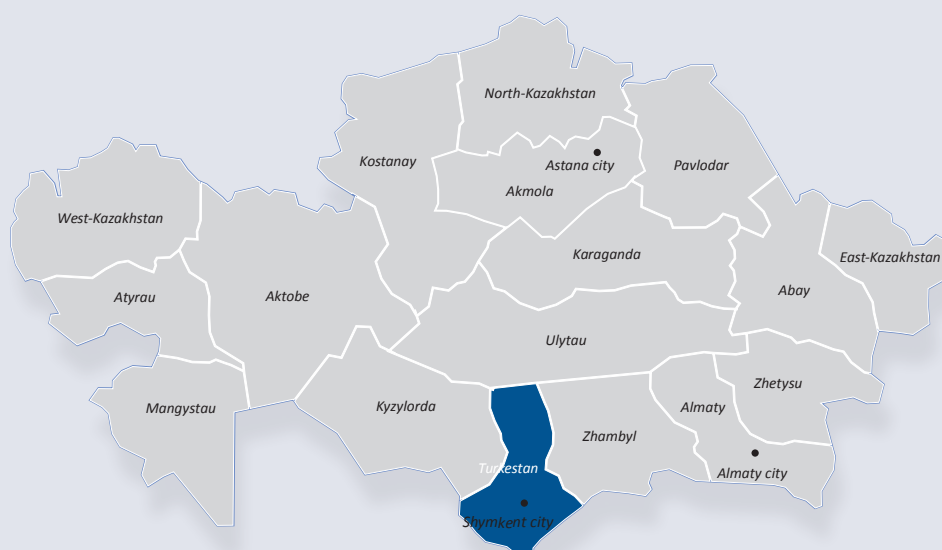 North-Kazakhstan
Kostanay
Astana city
Pavlodar
Akmola
West-Kazakhstan
Karaganda
East-Kazakhstan
Atyrau
Aktobe
Abay
Ulytau
Zhetysu
Mangystau
Kyzylorda
Almaty
Zhambyl
Turkestan
Almaty city
Shymkent city